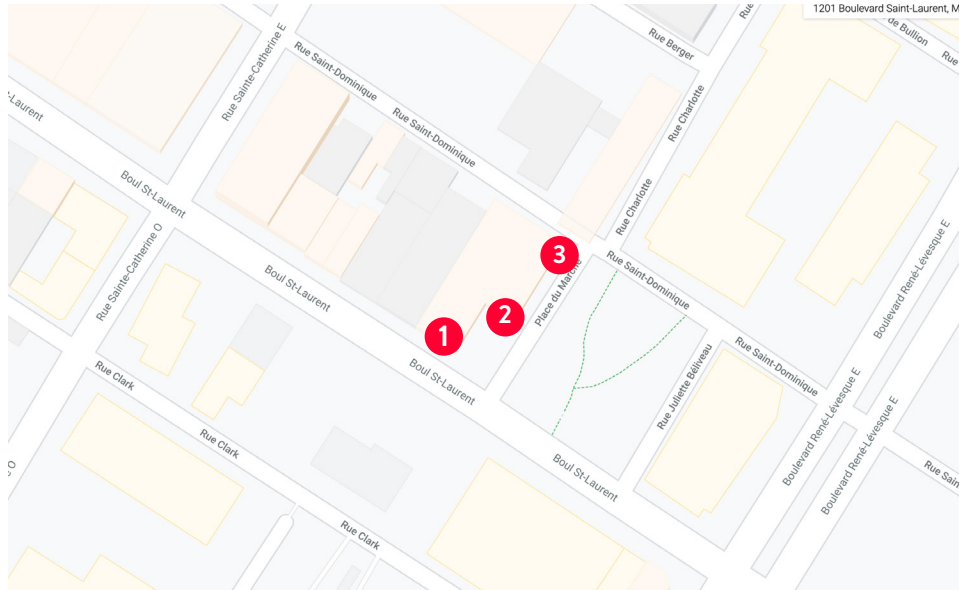 1201 Boulevard Saint-Laurent, M
de Bullion
Rue
Rue
Rue Berger
Rue Sainte-Catherine E
Rue Saint-Dominique
Rue Saint-Dominique
Rue Charlotte
Rue Charlotte
Boul St-Laurent
Rue Sainte-Catherine O
3
Rue Saint-Dominique
Place du Marché
Boulevard René-Lévesque E
Boul St-Laurent
2
1
Boul St-Laurent
Rue Saint-Dominique
Rue Juliette Béliveau
Rue Clark
Boulevard René-Lévesque E
Boulevard René-Lévesque E
Rue Clark
Boul St-Laurent
Rue Clark